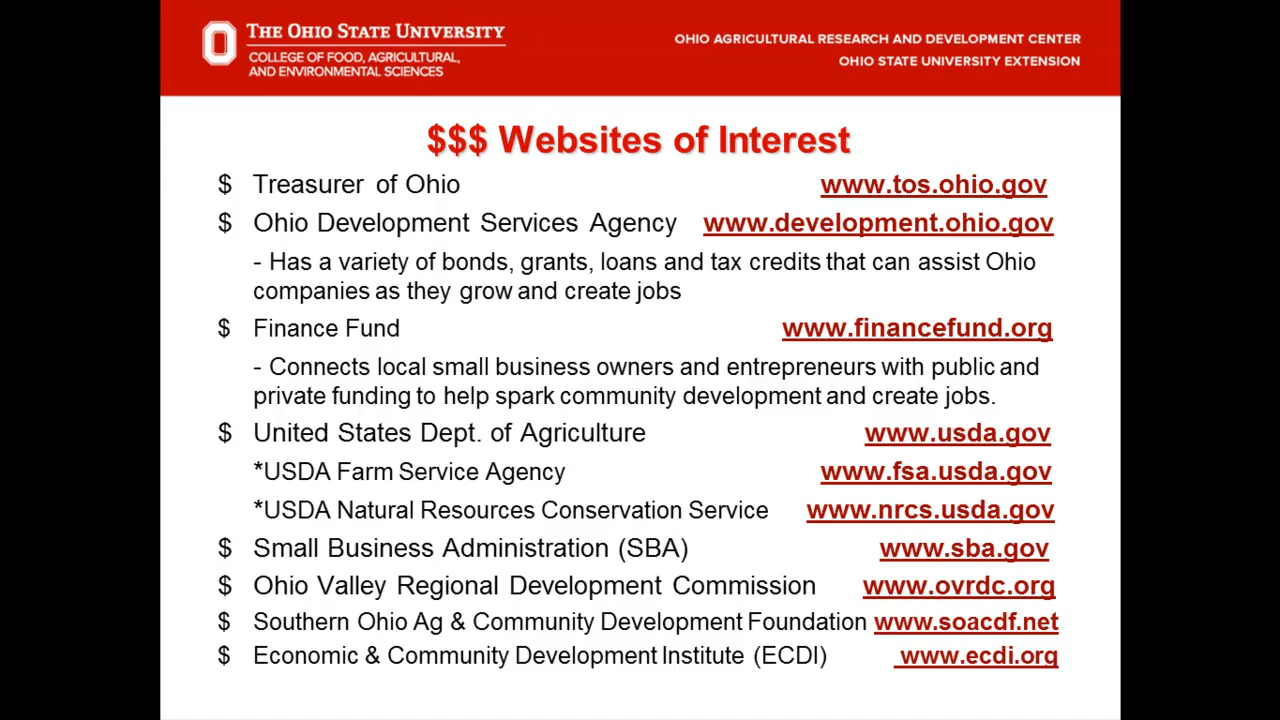 THE OHIO STATE UNIVERSITY
COLLEGE OF FOOD, AGRICULTURAL,
AND ENVIRONMENTAL SCIENCES
OHIO AGRICULTURAL RESEARCH AND DEVELOPMENT CENTER
OHIO STATE UNIVERSITY EXTENSION
$$$ Websites of Interest
$ Treasurer of Ohio www.tos.ohio.gov
$ Ohio Development Services Agency www.development.ohio.gov
- Has a variety of bonds, grants, loans and tax credits that can assist Ohio
companies as they grow and create jobs
$ Finance Fund www.financefund.org
- Connects local small business owners and entrepreneurs with public and
private funding to help spark community development and create jobs.
$ United States Dept. of Agriculture www.usda.gov
*USDA Farm Service Agency www.fsa.usda.gov
*USDA Natural Resources Conservation Service www.nrcs.usda.gov
$ Small Business Administration (SBA) www.sba.gov
$ Ohio Valley Regional Development Commission www.ovrdc.org
$ Southern Ohio Ag & Community Development Foundation www.soacdf.net
$ Economic & Community Development Institute (ECDI) www.ecdi.org